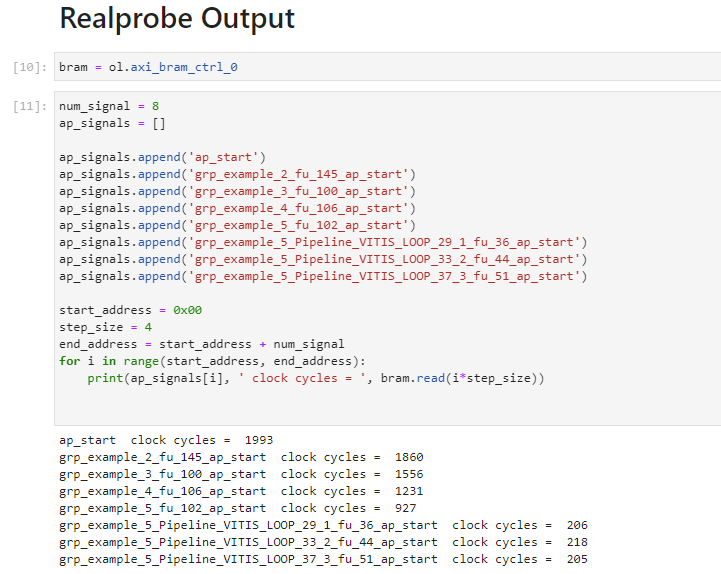 Realprobe Output
[10]: bram = ol.axi_bram_ctrl_0
[11]: num_signal = 8
ap_signals = []
ap_signals.append('ap_start')
ap_signals.append('grp_example_2_fu_145_ap_start')
ap_signals.append('grp_example_3_fu_100_ap_start')
ap_signals.append('grp_example_4_fu_106_ap_start')
ap_signals.append('grp_example_5_fu_102_ap_start')
ap_signals.append('grp_example_5_Pipeline_VITIS_LOOP_29_1_fu_36_ap_start')
ap_signals.append('grp_example_5_Pipeline_VITIS_LOOP_33_2_fu_44_ap_start')
ap_signals.append('grp_example_5_Pipeline_VITIS_LOOP_37_3_fu_51_ap_start')
start_address = 0x00
step_size = 4
end_address = start_address + num_signal
for i in range(start_address, end_address):
    print(ap_signals[i], ' clock cycles = ', bram.read(i*step_size))
ap_start  clock cycles =  1993
grp_example_2_fu_145_ap_start  clock cycles =  1860
grp_example_3_fu_100_ap_start  clock cycles =  1556
grp_example_4_fu_106_ap_start  clock cycles =  1231
grp_example_5_fu_102_ap_start  clock cycles =  927
grp_example_5_Pipeline_VITIS_LOOP_29_1_fu_36_ap_start  clock cycles =  206
grp_example_5_Pipeline_VITIS_LOOP_33_2_fu_44_ap_start  clock cycles =  218
grp_example_5_Pipeline_VITIS_LOOP_37_3_fu_51_ap_start  clock cycles =  205